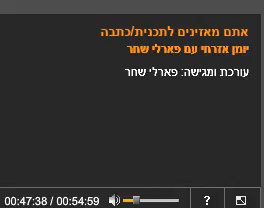 אתם מאזינים לתכנית/כתבה
יומן אזרחי עם פארלי שחר
עורכת ומגישה: פארלי שחר
00:47:38 / 00:54:59 ?